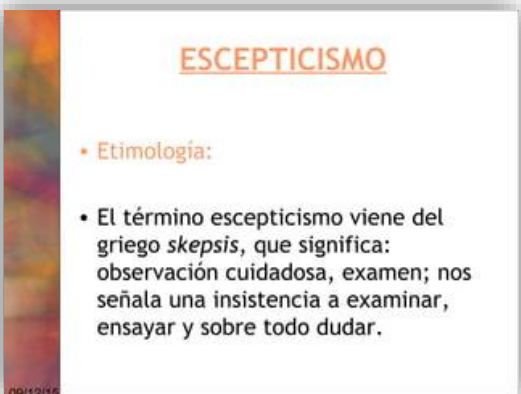 ESCEPTICISMO
• Etimología:
• El término escepticismo viene del
griego skepsis, que significa:
observación cuidadosa, examen; nos
señala una insistencia a examinar,
ensayar y sobre todo dudar.